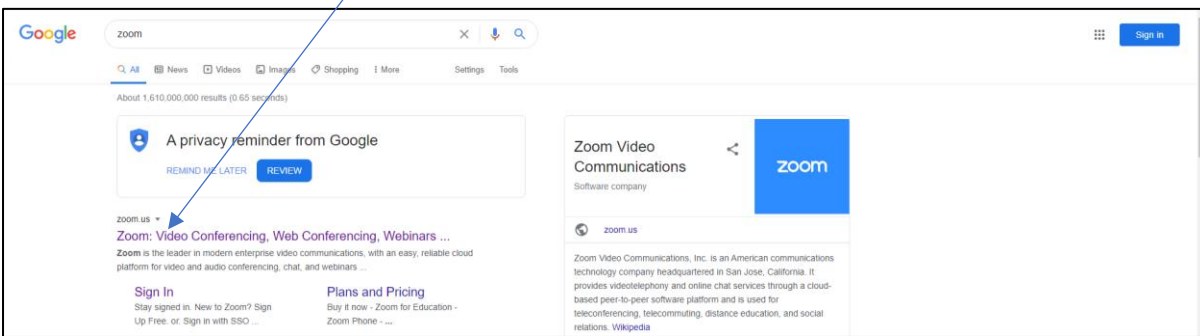 Google
zoom
Sign in
All News Videos Images Shopping More Settings Tools
About 1,610,000,000 results (0.65 seconds)
A privacy reminder from Google
REMIND ME LATER REVIEW
zoom.us
Zoom: Video Conferencing, Web Conferencing, Webinars ...
Zoom is the leader in modern enterprise video communications, with an easy, reliable cloud
platform for video and audio conferencing, chat, and webinars ...
Sign In
Stay signed in. New to Zoom? Sign
Up Free. or. Sign in with SSO ...
Plans and Pricing
Buy it now - Zoom for Education -
Zoom Phone - ...
Zoom Video
Communications
Software company
zoom
zoom.us
Zoom Video Communications, Inc. is an American communications
technology company headquartered in San Jose, California. It
provides videotelephony and online chat services through a cloud-
based peer-to-peer software platform and is used for
teleconferencing, telecommuting, distance education, and social
relations. Wikipedia